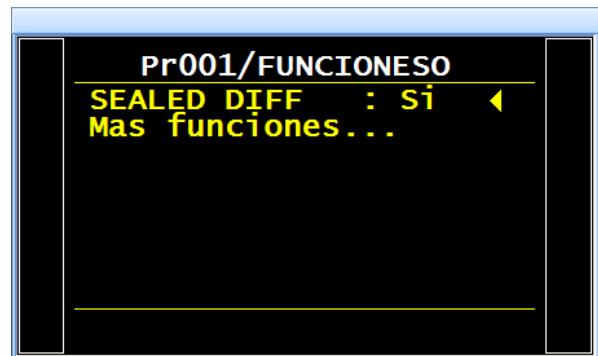 Pr001/FUNCIONESO
SEALED DIFF : Si
Mas funciones...